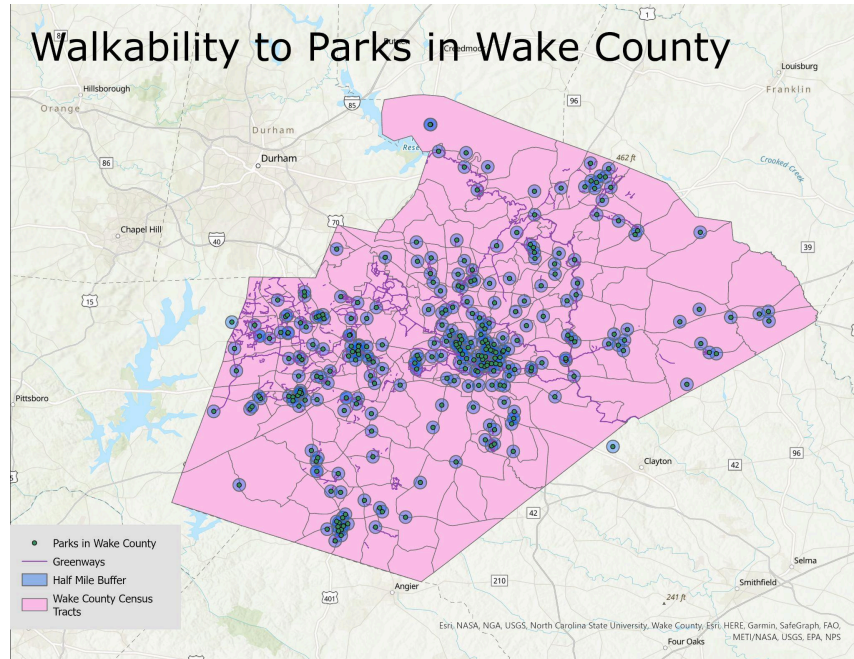 Walkability to Parks in Wake County
1
Creedmoor
Louisburg
Hillsborough
Franklin
Orange
85
96
Durham
462 ft
Durham
86
Crooked Creek
Chapel Hill
70
40
39
15
Pittsboro
Clayton
42
96
42
Parks in Wake County
Greenways
Half Mile Buffer
Wake County Census
Tracts
Selma
210
Smithfield
Angier
401
241 ft
Esri, NASA, NGA, USGS, North Carolina State University, Wake County, Esri, HERE, Garmin, SafeGraph, FAO,
METI/NASA, USGS, EPA, NPS
Four Oaks